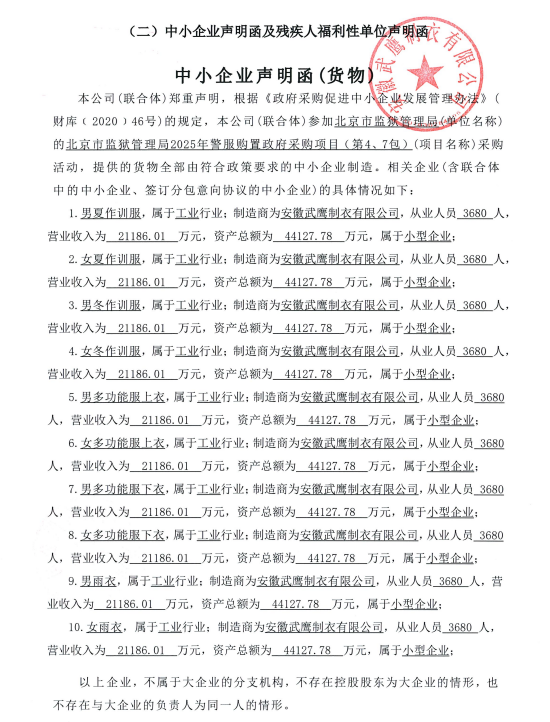 （二）中小企业声明函及残疾人福利性单位声明函
中小企业声明函(货物)
本公司(联合体)郑重声明，根据《政府采购促进中小企业发展管理办法》(
财库﹝2020﹞46号)的规定，本公司(联合体)参加北京市监狱管理局(单位名称)
的北京市监狱管理局2025年警服购置政府采购项目（第4、7包）(项目名称)采购
活动，提供的货物全部由符合政策要求的中小企业制造。相关企业(含联合体
中的中小企业、签订分包意向协议的中小企业)的具体情况如下：
1.男夏作训服，属于工业行业；制造商为安徽武鹰制衣有限公司，从业人员 3680 人，
营业收入为 21186.01 万元，资产总额为 44127.78 万元，属于小型企业；
2.女夏作训服，属于工业行业；制造商为安徽武鹰制衣有限公司，从业人员 3680 人，
营业收入为 21186.01 万元，资产总额为 44127.78 万元，属于小型企业；
3.男冬作训服，属于工业行业；制造商为安徽武鹰制衣有限公司，从业人员 3680 人，
营业收入为 21186.01 万元，资产总额为 44127.78 万元，属于小型企业；
4.女冬作训服，属于工业行业；制造商为安徽武鹰制衣有限公司，从业人员 3680 人，
营业收入为 21186.01 万元，资产总额为 44127.78 万元，属于小型企业；
5.男多功能服上衣，属于工业行业；制造商为安徽武鹰制衣有限公司，从业人员 3680
人，营业收入为 21186.01 万元，资产总额为 44127.78 万元，属于小型企业；
6.女多功能服上衣，属于工业行业；制造商为安徽武鹰制衣有限公司，从业人员 3680
人，营业收入为 21186.01 万元，资产总额为 44127.78 万元，属于小型企业；
7.男多功能服下衣，属于工业行业；制造商为安徽武鹰制衣有限公司，从业人员 3680
人，营业收入为 21186.01 万元，资产总额为 44127.78 万元，属于小型企业；
8.女多功能服下衣，属于工业行业；制造商为安徽武鹰制衣有限公司，从业人员 3680
人，营业收入为 21186.01 万元，资产总额为 44127.78 万元，属于小型企业；
9.男雨衣，属于工业行业；制造商为安徽武鹰制衣有限公司，从业人员 3680 人，营
业收入为 21186.01 万元，资产总额为 44127.78 万元，属于小型企业；
10.女雨衣，属于工业行业；制造商为安徽武鹰制衣有限公司，从业人员 3680 人，
营业收入为 21186.01 万元，资产总额为 44127.78 万元，属于小型企业；
以上企业，不属于大企业的分支机构，不存在控股股东为大企业的情形，也
不存在与大企业的负责人为同一人的情形。
安徽武鹰制衣有限公司